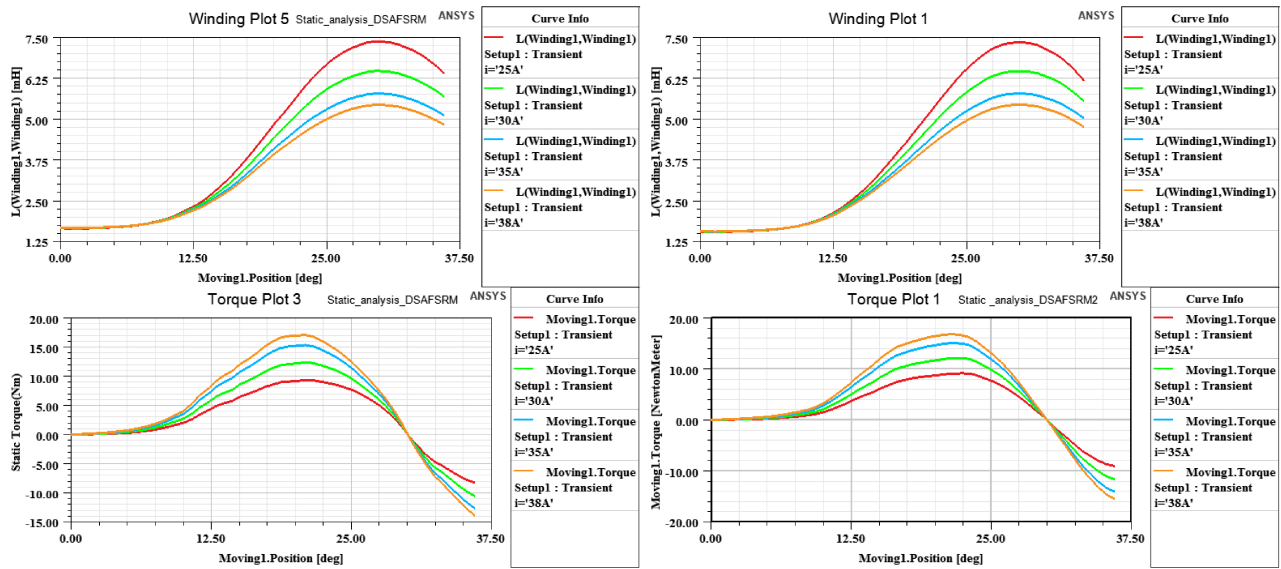 Winding Plot 5 Static_analysis_DSAFSRM ANSYS
L(Winding1,Winding1) [mH]
7.50
6.25
5.00
3.75
2.50
1.25
0.00 12.50 25.00 37.50
Moving1.Position [deg]
Curve Info
L(Winding1,Winding1)
Setup1 : Transient
i='25A'
L(Winding1,Winding1)
Setup1 : Transient
i='30A'
L(Winding1,Winding1)
Setup1 : Transient
i='35A'
L(Winding1,Winding1)
Setup1 : Transient
i='38A'
Winding Plot 1 ANSYS
L(Winding1,Winding1) [mH]
7.50
6.25
5.00
3.75
2.50
1.25
0.00 12.50 25.00 37.50
Moving1.Position [deg]
Curve Info
L(Winding1,Winding1)
Setup1 : Transient
i='25A'
L(Winding1,Winding1)
Setup1 : Transient
i='30A'
L(Winding1,Winding1)
Setup1 : Transient
i='35A'
L(Winding1,Winding1)
Setup1 : Transient
i='38A'
Torque Plot 3 Static_analysis_DSAFSRM ANSYS
Static Torque(Nm)
20.00
15.00
10.00
5.00
0.00
-5.00
-10.00
-15.00
0.00 12.50 25.00 37.50
Moving1.Position [deg]
Curve Info
Moving1.Torque
Setup1 : Transient
i='25A'
Moving1.Torque
Setup1 : Transient
i='30A'
Moving1.Torque
Setup1 : Transient
i='35A'
Moving1.Torque
Setup1 : Transient
i='38A'
Torque Plot 1 Static_analysis_DSAFSRM2 ANSYS
Moving1.Torque [NewtonMeter]
20.00
10.00
0.00
-10.00
-20.00
0.00 12.50 25.00 37.50
Moving1.Position [deg]
Curve Info
Moving1.Torque
Setup1 : Transient
i='25A'
Moving1.Torque
Setup1 : Transient
i='30A'
Moving1.Torque
Setup1 : Transient
i='35A'
Moving1.Torque
Setup1 : Transient
i='38A'